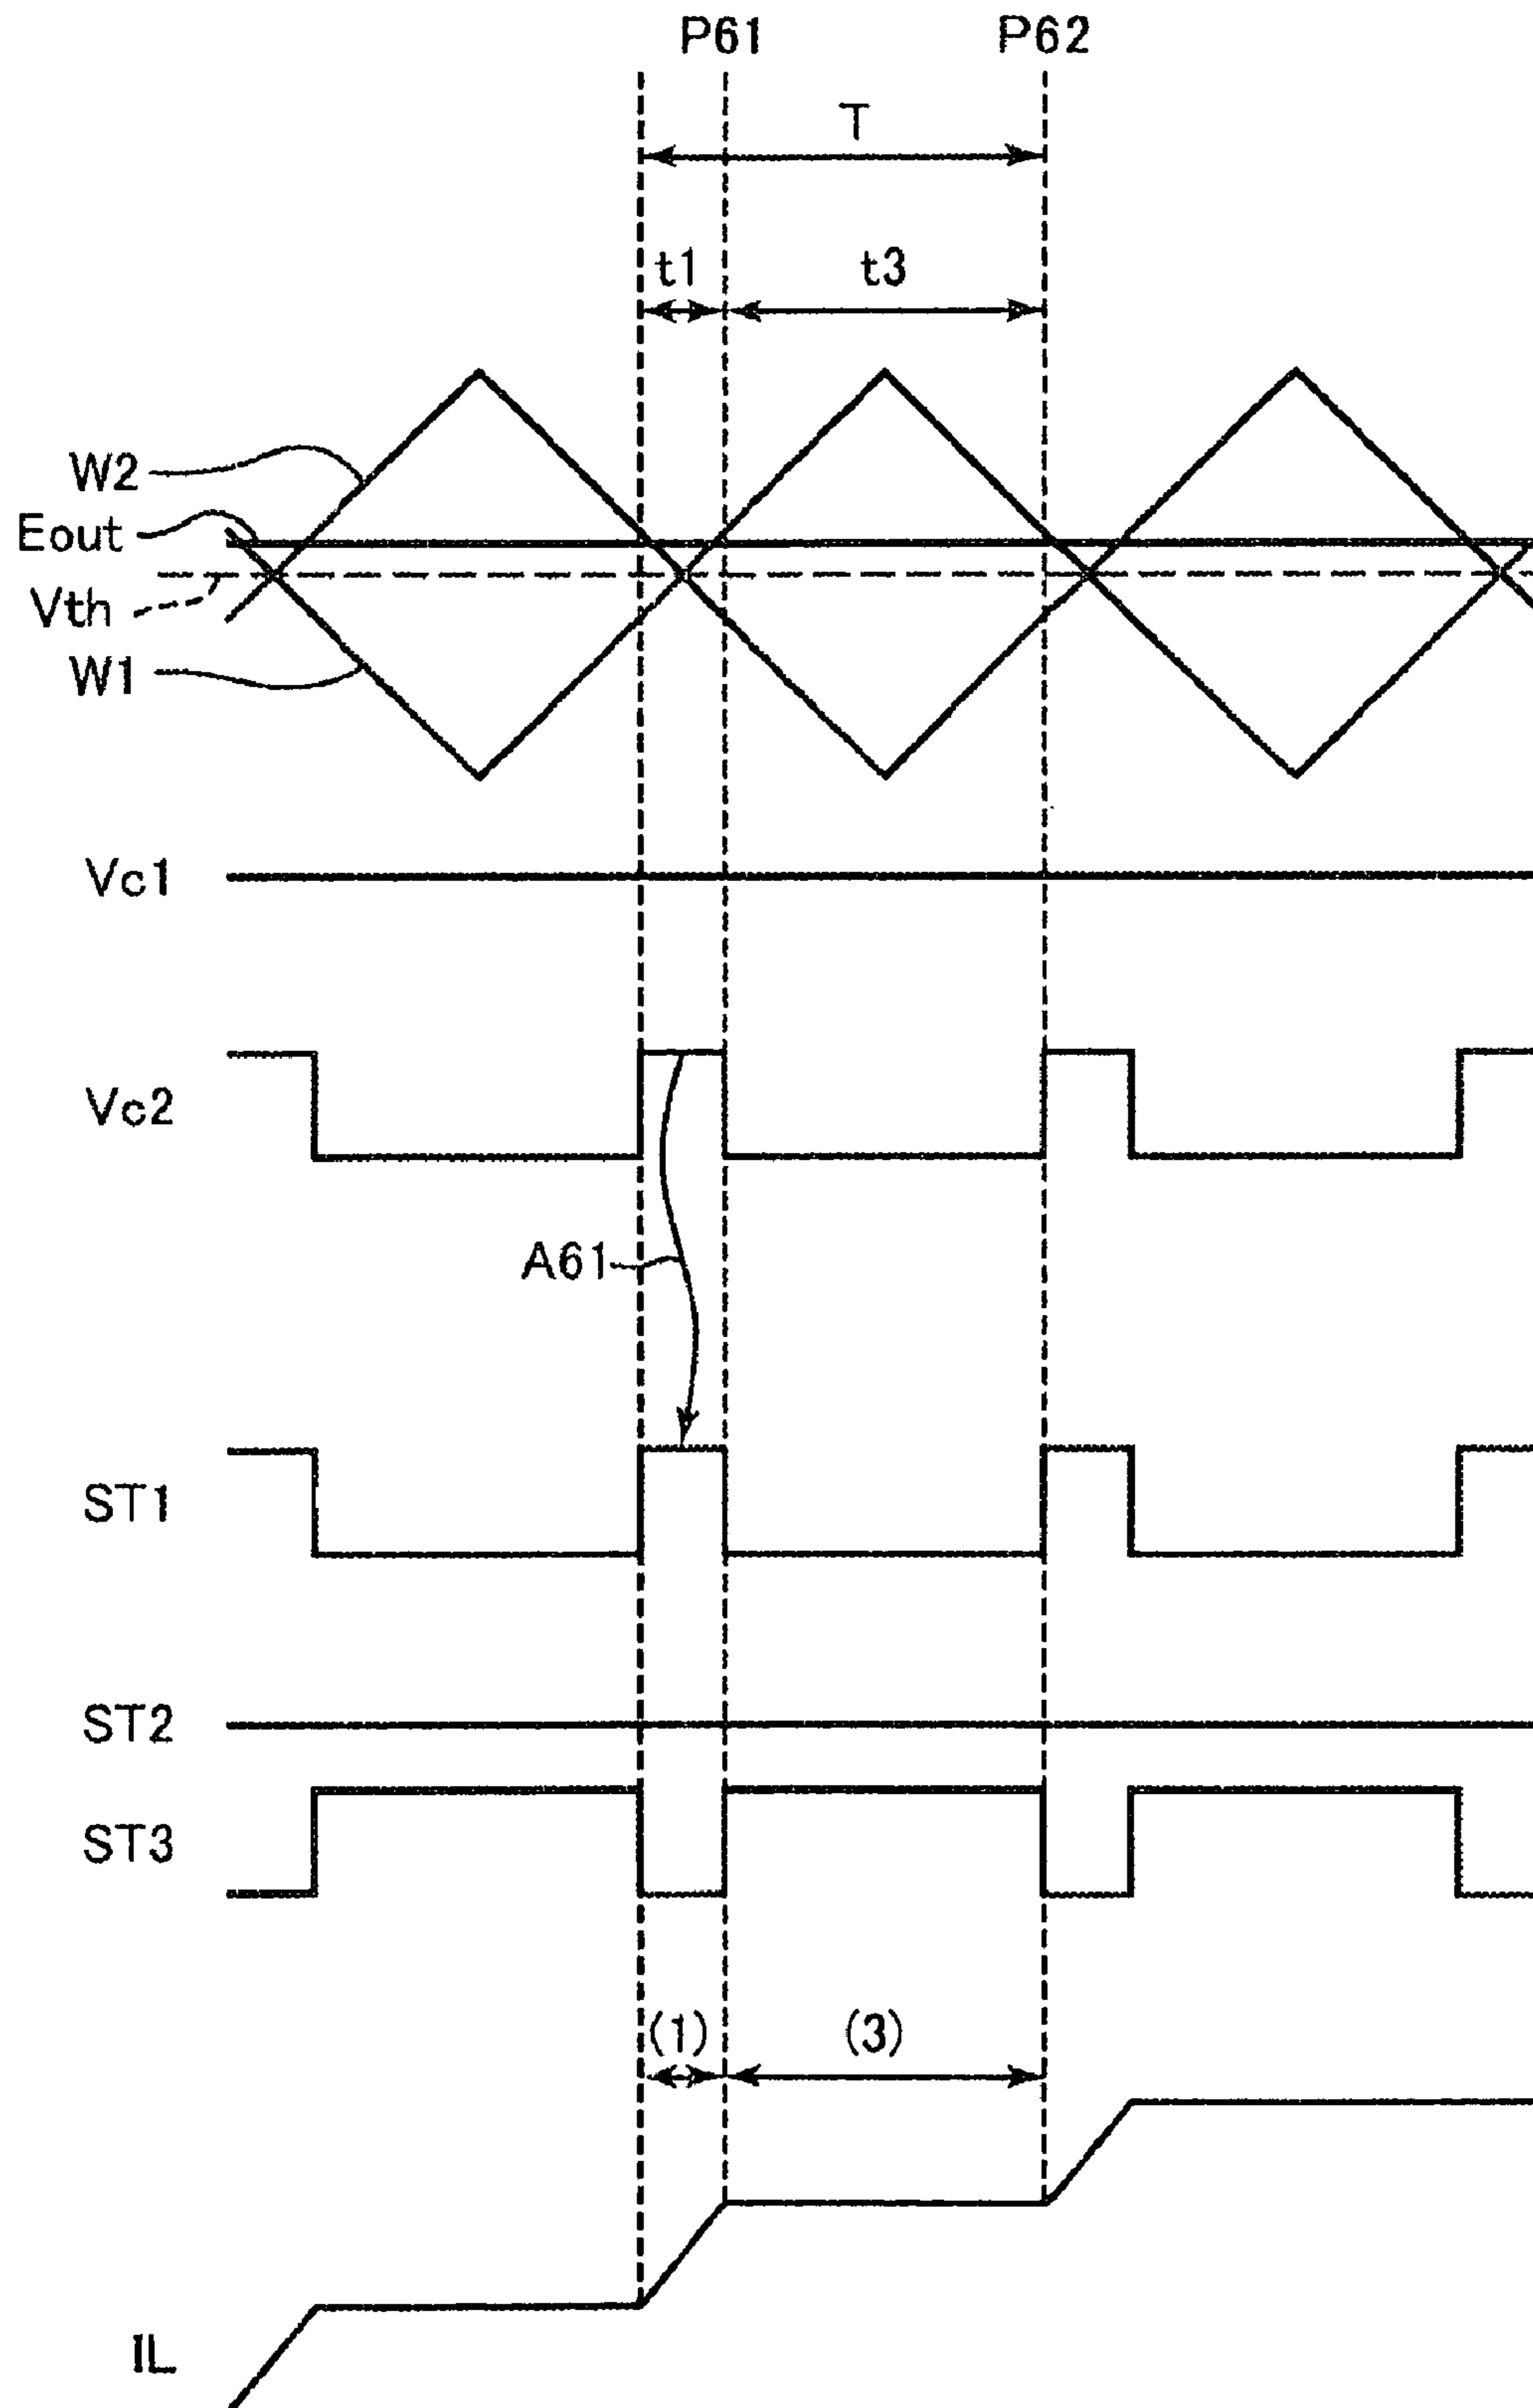 P61 P62
T
t1 t3
W2
Eout
Vth
W1
Vc1
Vc2
A61
ST1
ST2
ST3
(1) (3)
IL